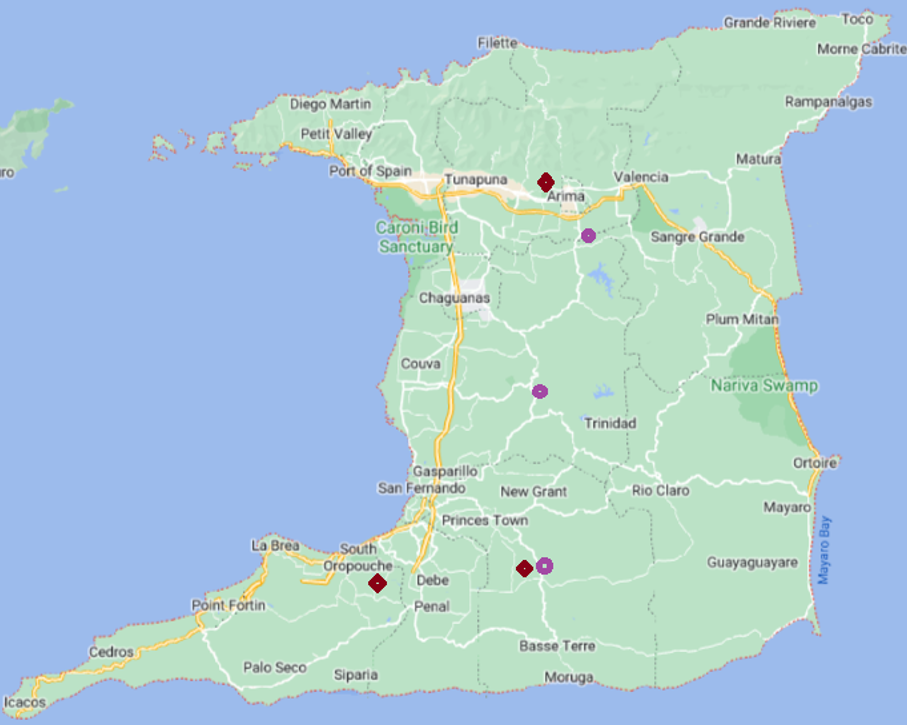 Toco
Grande Riviere
Filette
Morne Cabrite
Diego Martin
Rampanalgas
Petit Valley
Matura
Port of Spain
Tunapuna
Valencia
Arima
Caroni Bird
Sanctuary
Sangre Grande
Chaguanas
Plum Mitan
Couva
Nariva Swamp
Trinidad
Ortoire
Gasparillo
San Fernando
New Grant
Rio Claro
Mayaro
Princes Town
Mayaro Bay
La Brea
South
Oropouche
Guayaguayare
Debe
Point Fortin
Penal
Basse Terre
Cedros
Palo Seco
Siparia
Moruga
Icacos